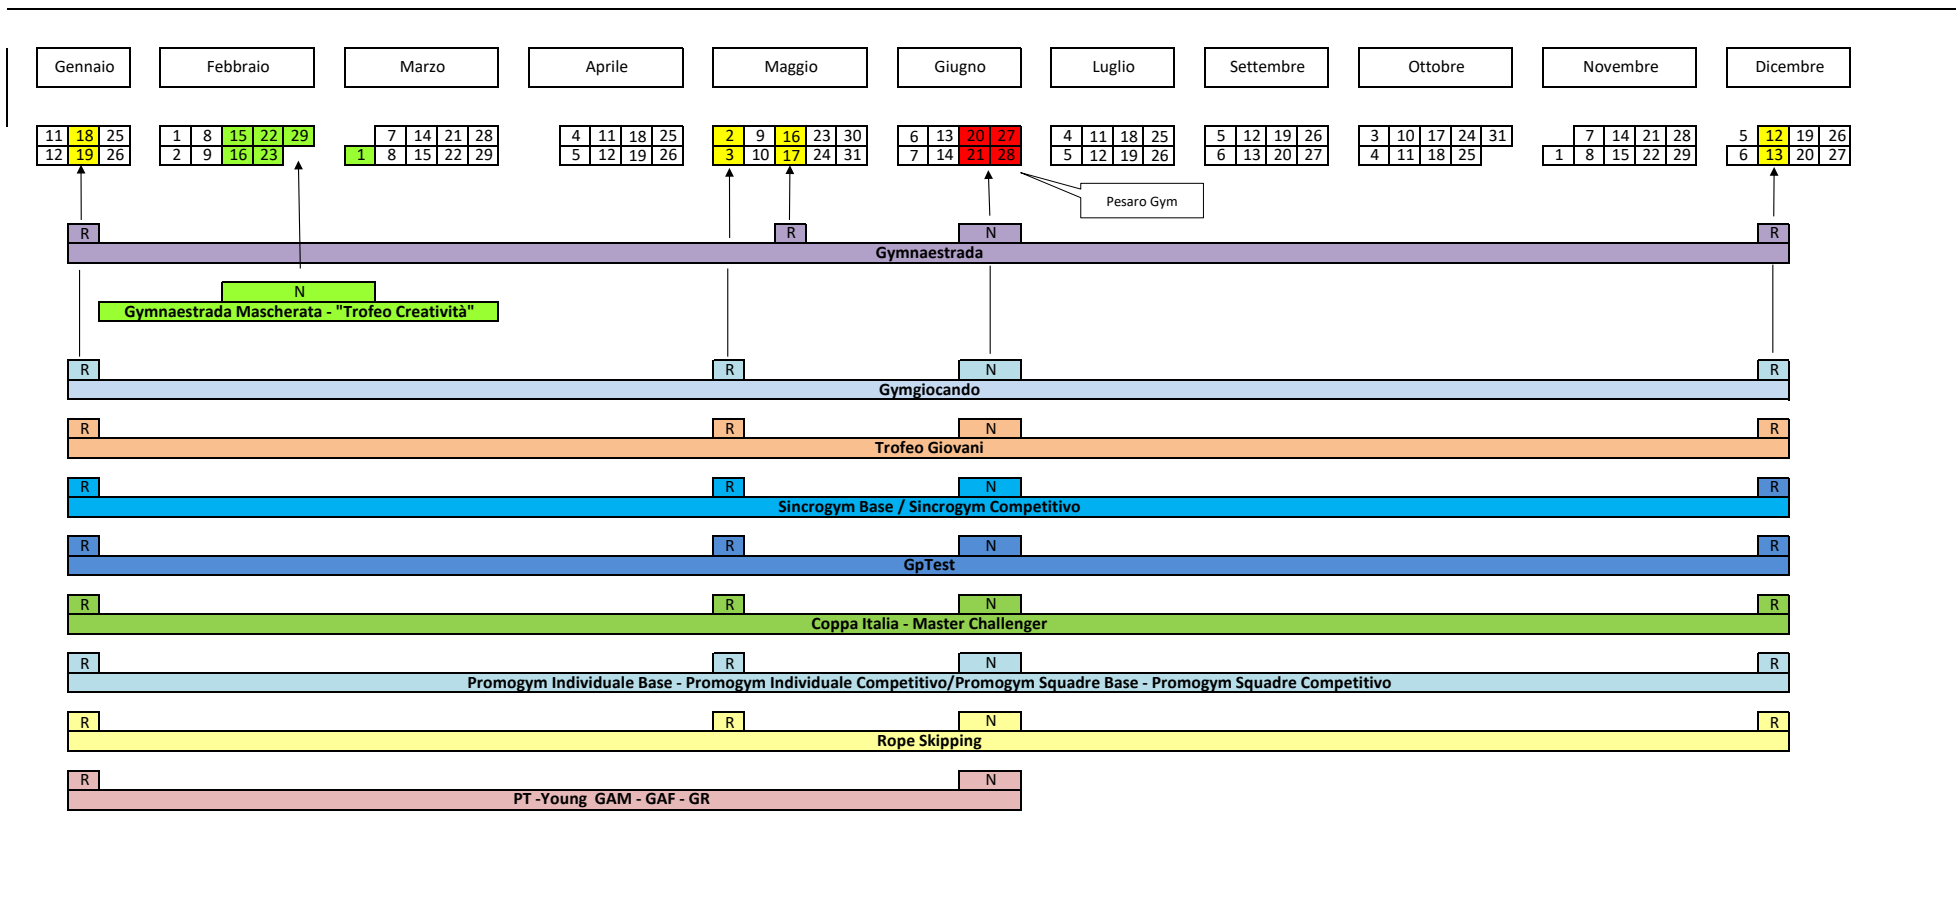 Gennaio Febbraio Marzo Aprile Maggio Giugno Luglio Settembre Ottobre Novembre Dicembre
11 18 25 1 8 15 22 29 7 14 21 28 4 11 18 25 2 9 16 23 30 6 13 20 27 4 11 18 25 5 12 19 26 3 10 17 24 31 7 14 21 28 5 12 19 26
12 19 26 2 9 16 23 1 8 15 22 29 5 12 19 26 3 10 17 24 31 7 14 21 28 5 12 19 26 6 13 20 27 4 11 18 25 1 8 15 22 29 6 13 20 27
Pesaro Gym
R R N R
Gymnaestrada
N
Gymnaestrada Mascherata - "Trofeo Creatività"
R R N R
Gymgiocando
R R N R
Trofeo Giovani
R R N R
Sincrogym Base / Sincrogym Competitivo
R R N R
GpTest
R R N R
Coppa Italia - Master Challenger
R R N R
Promogym Individuale Base - Promogym Individuale Competitivo/Promogym Squadre Base - Promogym Squadre Competitivo
R R N R
Rope Skipping
R N
PT -Young GAM - GAF - GR